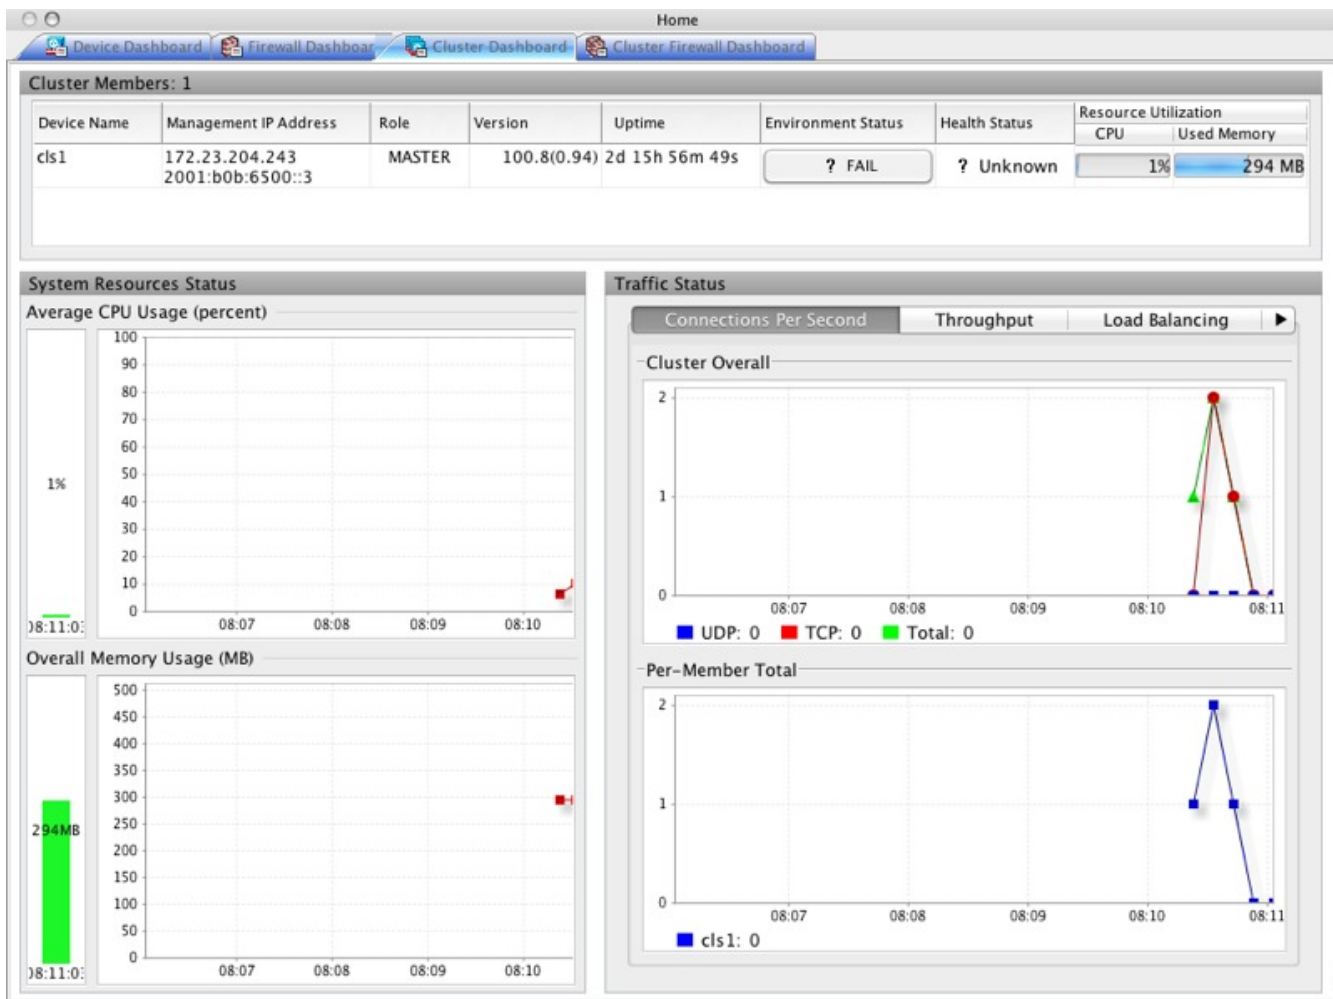 Home
Device Dashboard Firewall Dashboar Cluster Dashboard Cluster Firewall Dashboard
Cluster Members: 1
Device Name Management IP Address Role Version Uptime Environment Status Health Status Resource Utilization
CPU Used Memory
cls1 172.23.204.243 MASTER 100.8(0.94) 2d 15h 56m 49s ? FAIL ? Unknown 1% 294 MB
2001:b0b:6500::3
System Resources Status
Average CPU Usage (percent)
100
90
80
70
60
50
40
30
20
10
0
1%
08:11:03
08:07 08:08 08:09 08:10
Overall Memory Usage (MB)
500
450
400
350
300
250
200
150
100
50
0
294MB
08:11:03
08:07 08:08 08:09 08:10
Traffic Status
Connections Per Second Throughput Load Balancing
Cluster Overall
2
1
0
08:07 08:08 08:09 08:10 08:11
UDP: 0 TCP: 0 Total: 0
Per-Member Total
2
1
0
08:07 08:08 08:09 08:10 08:11
cls1: 0